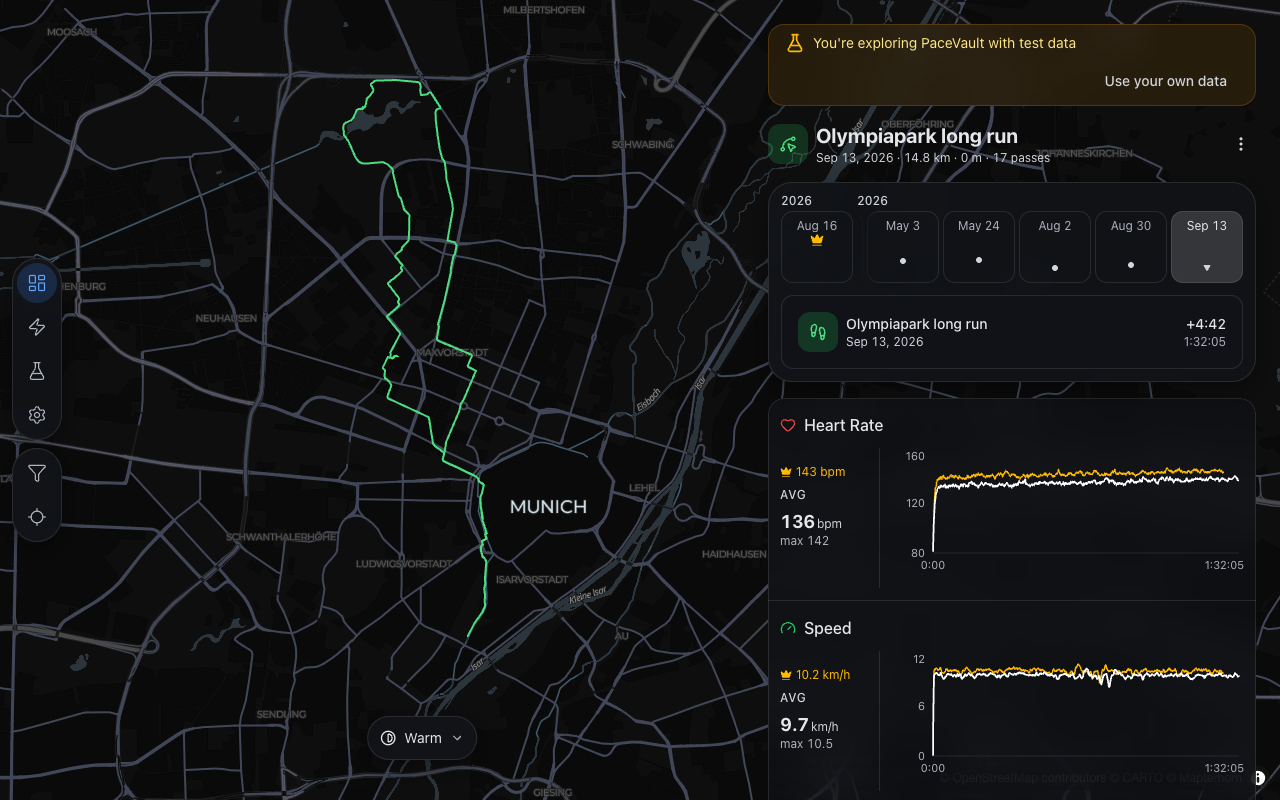 MILBERTSHOFEN
MOOSACH
SCHWABING
OBERFÖHRING
JOHANNESKIRCHEN
Isar
NEUHAUSEN
MAXVORSTADT
Eisbach
Isar
MUNICH
LEHEL
SCHWANTHALERHÖHE
LUDWIGSVORSTADT
ISARVORSTADT
HAIDHAUSEN
Kleine Isar
AU
Isar
SENDLING
GIESING
Warm
You're exploring PaceVault with test data
Use your own data
Olympiapark long run
Sep 13, 2026 · 14.8 km · 0 m · 17 passes
2026 2026
Aug 16 May 3 May 24 Aug 2 Aug 30 Sep 13
Olympiapark long run +4:42
Sep 13, 2026 1:32:05
Heart Rate
143 bpm
AVG
136 bpm
max 142
160
120
80
0:00 1:32:05
Speed
10.2 km/h
AVG
9.7 km/h
max 10.5
12
6
0
0:00 1:32:05
© OpenStreetMap contributors © CARTO © Mapterhorn